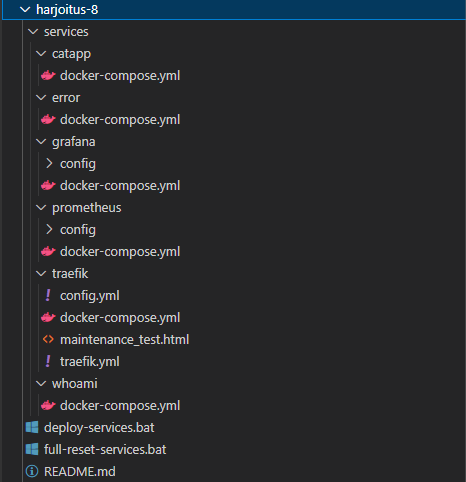 harjoitus-8
services
catapp
docker-compose.yml
error
docker-compose.yml
grafana
config
docker-compose.yml
prometheus
config
docker-compose.yml
traefik
config.yml
docker-compose.yml
maintenance_test.html
traefik.yml
whoami
docker-compose.yml
deploy-services.bat
full-reset-services.bat
README.md